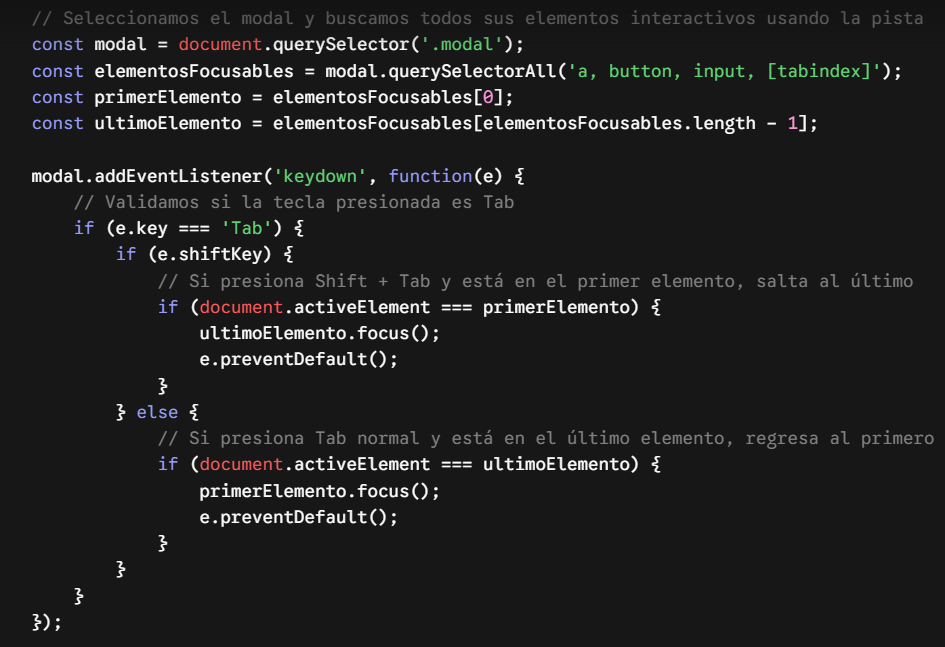 // Seleccionamos el modal y buscamos todos sus elementos interactivos usando la pista
const modal = document.querySelector('.modal');
const elementosFocusables = modal.querySelectorAll('a, button, input, [tabindex]');
const primerElemento = elementosFocusables[0];
const ultimoElemento = elementosFocusables[elementosFocusables.length - 1];

modal.addEventListener('keydown', function(e) {
    // Validamos si la tecla presionada es Tab
    if (e.key === 'Tab') {
        if (e.shiftKey) {
            // Si presiona Shift + Tab y está en el primer elemento, salta al último
            if (document.activeElement === primerElemento) {
                ultimoElemento.focus();
                e.preventDefault();
            }
        } else {
            // Si presiona Tab normal y está en el último elemento, regresa al primero
            if (document.activeElement === ultimoElemento) {
                primerElemento.focus();
                e.preventDefault();
            }
        }
    }
});